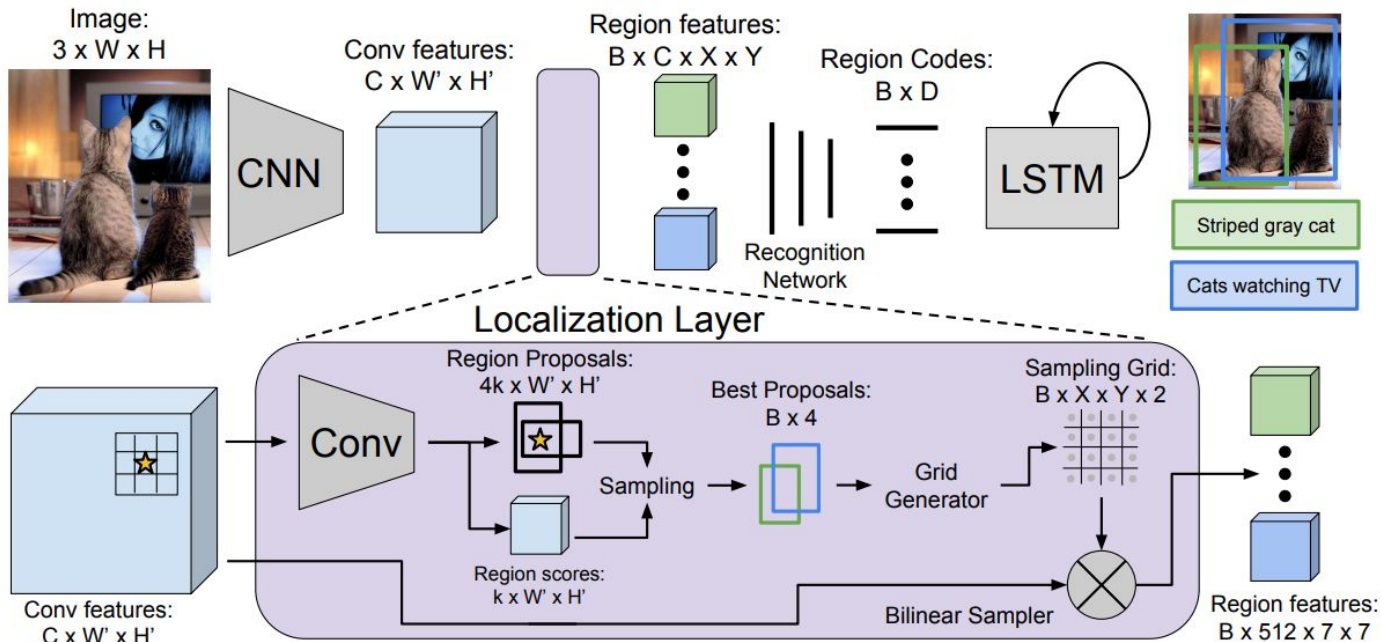 Image:
3 x W x H
Conv features:
C x W' x H'
Region features:
B x C x X x Y
Region Codes:
B x D
CNN
LSTM
Recognition
Network
Striped gray cat
Cats watching TV
Localization Layer
Region Proposals:
4k x W' x H'
Conv
Sampling
Region scores:
k x W' x H'
Best Proposals:
B x 4
Grid
Generator
Sampling Grid:
B x X x Y x 2
Bilinear Sampler
Conv features:
C x W' x H'
Region features:
B x 512 x 7 x 7